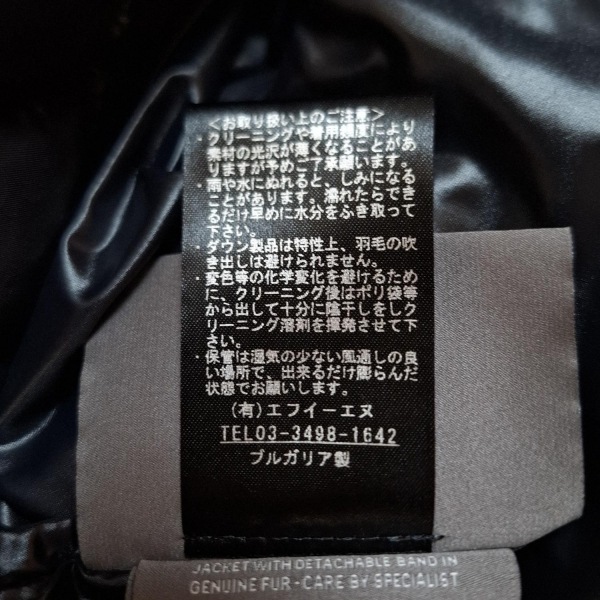 ＜お取り扱い上のご注意＞
・クリーニングや着用頻度により
素材の光沢が薄くなることがあ
りますが予めご了承願います。
・雨や水にぬれると、しみになる
ことがあります。濡れたらでき
るだけ早めに水分をふき取って
下さい。
・ダウン製品は特性上、羽毛の吹
き出しは避けられません。
・変色等の化学変化を避けるため
に、クリーニング後はポリ袋等
から出して十分に陰干しをしク
リーニング溶剤を揮発させて下
さい。
・保管は湿気の少ない風通しの良
い場所で、出来るだけ膨らんだ
状態でお願いします。
(有)エフイーエヌ
TEL03-3498-1642
ブルガリア製
JACKET WITH DETACHABLE BAND IN
GENUINE FUR - CARE BY SPECIALIST